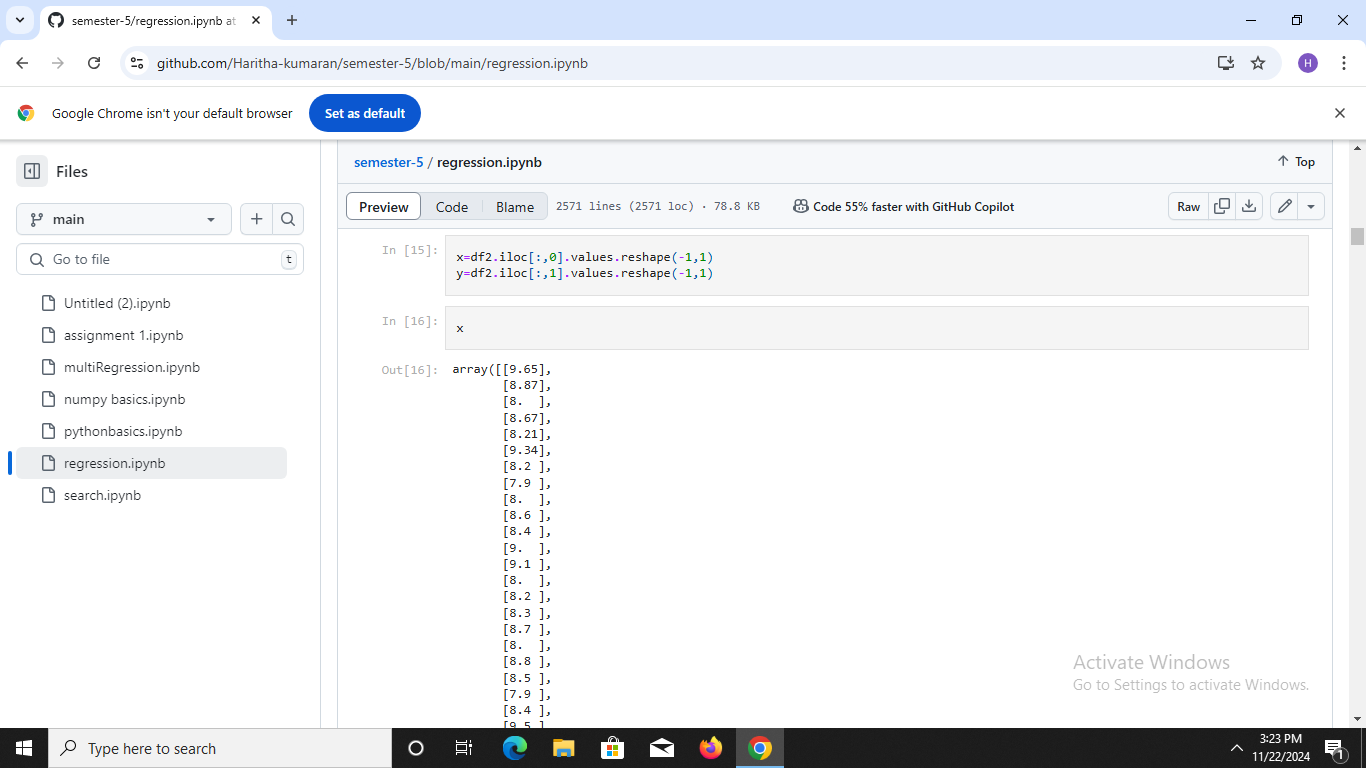 semester-5/regression.ipynb at
github.com/Haritha-kumaran/semester-5/blob/main/regression.ipynb
H
Google Chrome isn't your default browser
Set as default
Files
main
Go to file
t
Untitled (2).ipynb
assignment 1.ipynb
multiRegression.ipynb
numpy basics.ipynb
pythonbasics.ipynb
regression.ipynb
search.ipynb
semester-5 / regression.ipynb
Top
Preview
Code
Blame
2571 lines (2571 loc) · 78.8 KB
Code 55% faster with GitHub Copilot
Raw
In [15]:
x=df2.iloc[:,0].values.reshape(-1,1)
y=df2.iloc[:,1].values.reshape(-1,1)
In [16]:
x
Out[16]:
array([[9.65],
[8.87],
[8.  ],
[8.67],
[8.21],
[9.34],
[8.2 ],
[7.9 ],
[8.  ],
[8.6 ],
[8.4 ],
[9.  ],
[9.1 ],
[8.  ],
[8.2 ],
[8.3 ],
[8.7 ],
[8.  ],
[8.8 ],
[8.5 ],
[7.9 ],
[8.4 ],
[9.5 ],
Activate Windows
Go to Settings to activate Windows.
Type here to search
3:23 PM
11/22/2024
1